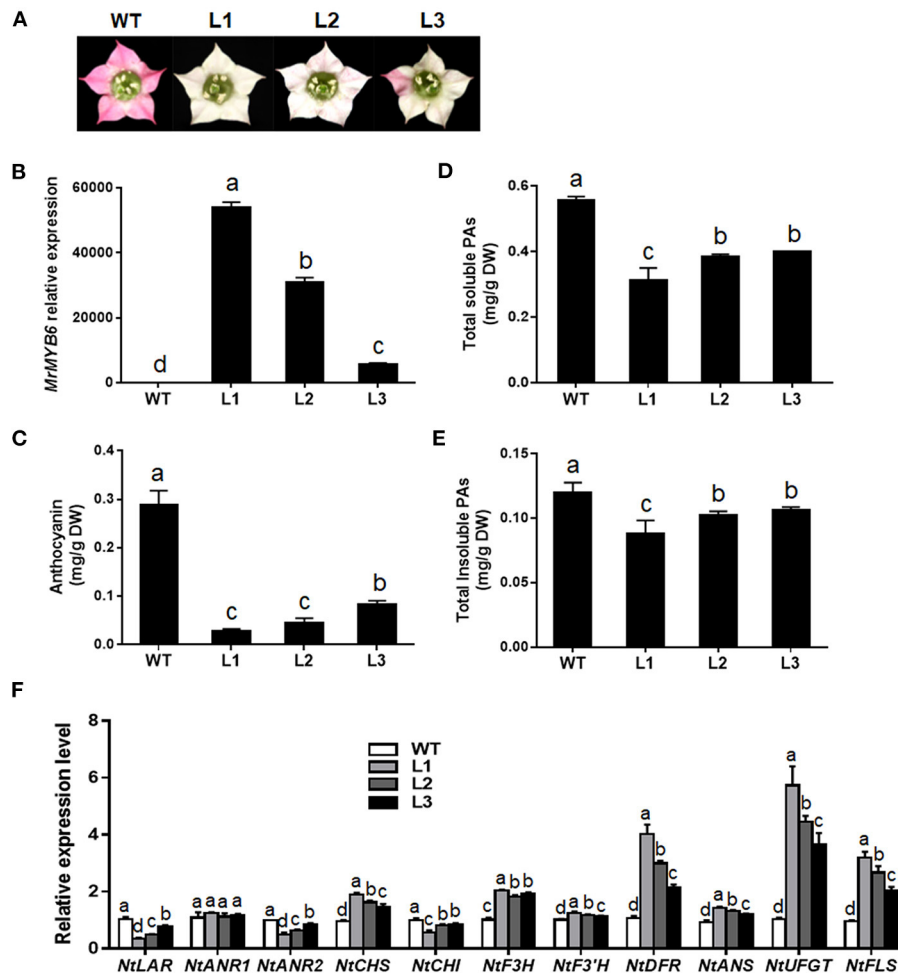 A
WT L1 L2 L3
B
MrMYB6 relative expression
60000
40000
20000
0
d a b c
WT L1 L2 L3
D
Total soluble PAs
(mg/g DW)
0.6
0.4
0.2
0.0
a c b b
WT L1 L2 L3
C
Anthocyanin
(mg/g DW)
0.4
0.3
0.2
0.1
0.0
a c c b
WT L1 L2 L3
E
Total Insoluble PAs
(mg/g DW)
0.15
0.10
0.05
0.00
a c b b
WT L1 L2 L3
F
Relative expression level
8
6
4
2
0
WT
L1
L2
L3
a d c b
a a a a
a d c b
d a b c
a c b b
c a b b
d a b c
d a b c
d a b c
d a b c
d a b c
NtLAR NtANR1 NtANR2 NtCHS NtCHI NtF3H NtF3'H NtDFR NtANS NtUFGT NtFLS